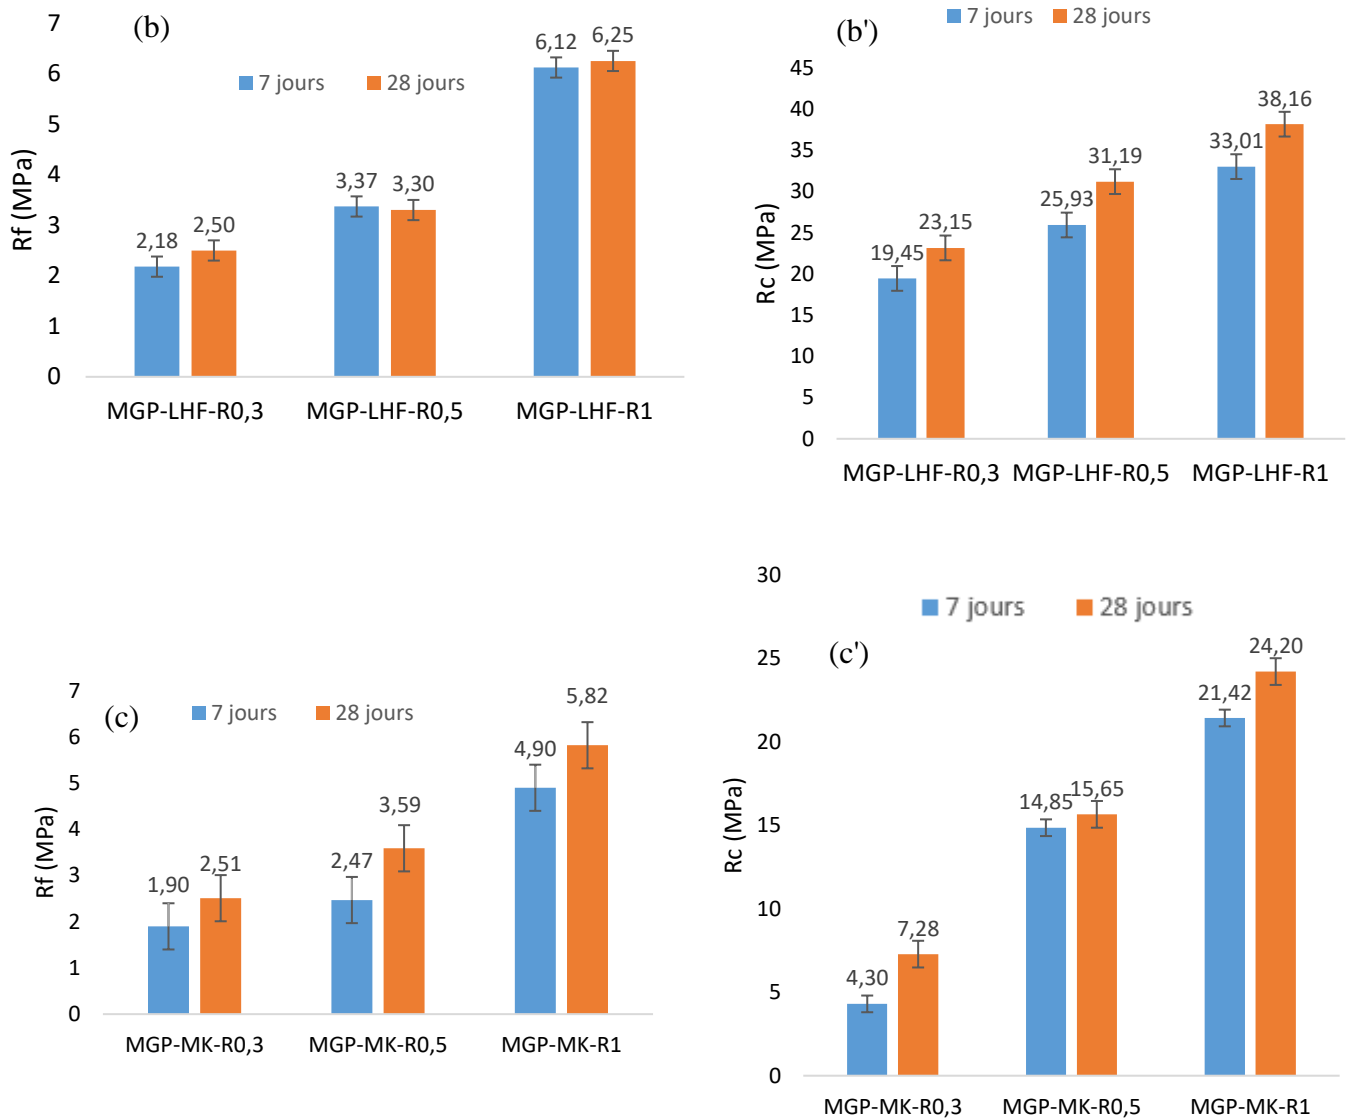 (b)
7 jours 28 jours
Rf (MPa)
7
6
5
4
3
2
1
0
2,18 2,50
3,37 3,30
6,12 6,25
MGP-LHF-R0,3 MGP-LHF-R0,5 MGP-LHF-R1
(b')
7 jours 28 jours
Rc (MPa)
45
40
35
30
25
20
15
10
5
0
19,45 23,15
25,93 31,19
33,01 38,16
MGP-LHF-R0,3 MGP-LHF-R0,5 MGP-LHF-R1
(c)
7 jours 28 jours
Rf (MPa)
7
6
5
4
3
2
1
0
1,90 2,51
2,47 3,59
4,90 5,82
MGP-MK-R0,3 MGP-MK-R0,5 MGP-MK-R1
(c')
7 jours 28 jours
Rc (MPa)
30
25
20
15
10
5
0
4,30 7,28
14,85 15,65
21,42 24,20
MGP-MK-R0,3 MGP-MK-R0,5 MGP-MK-R1